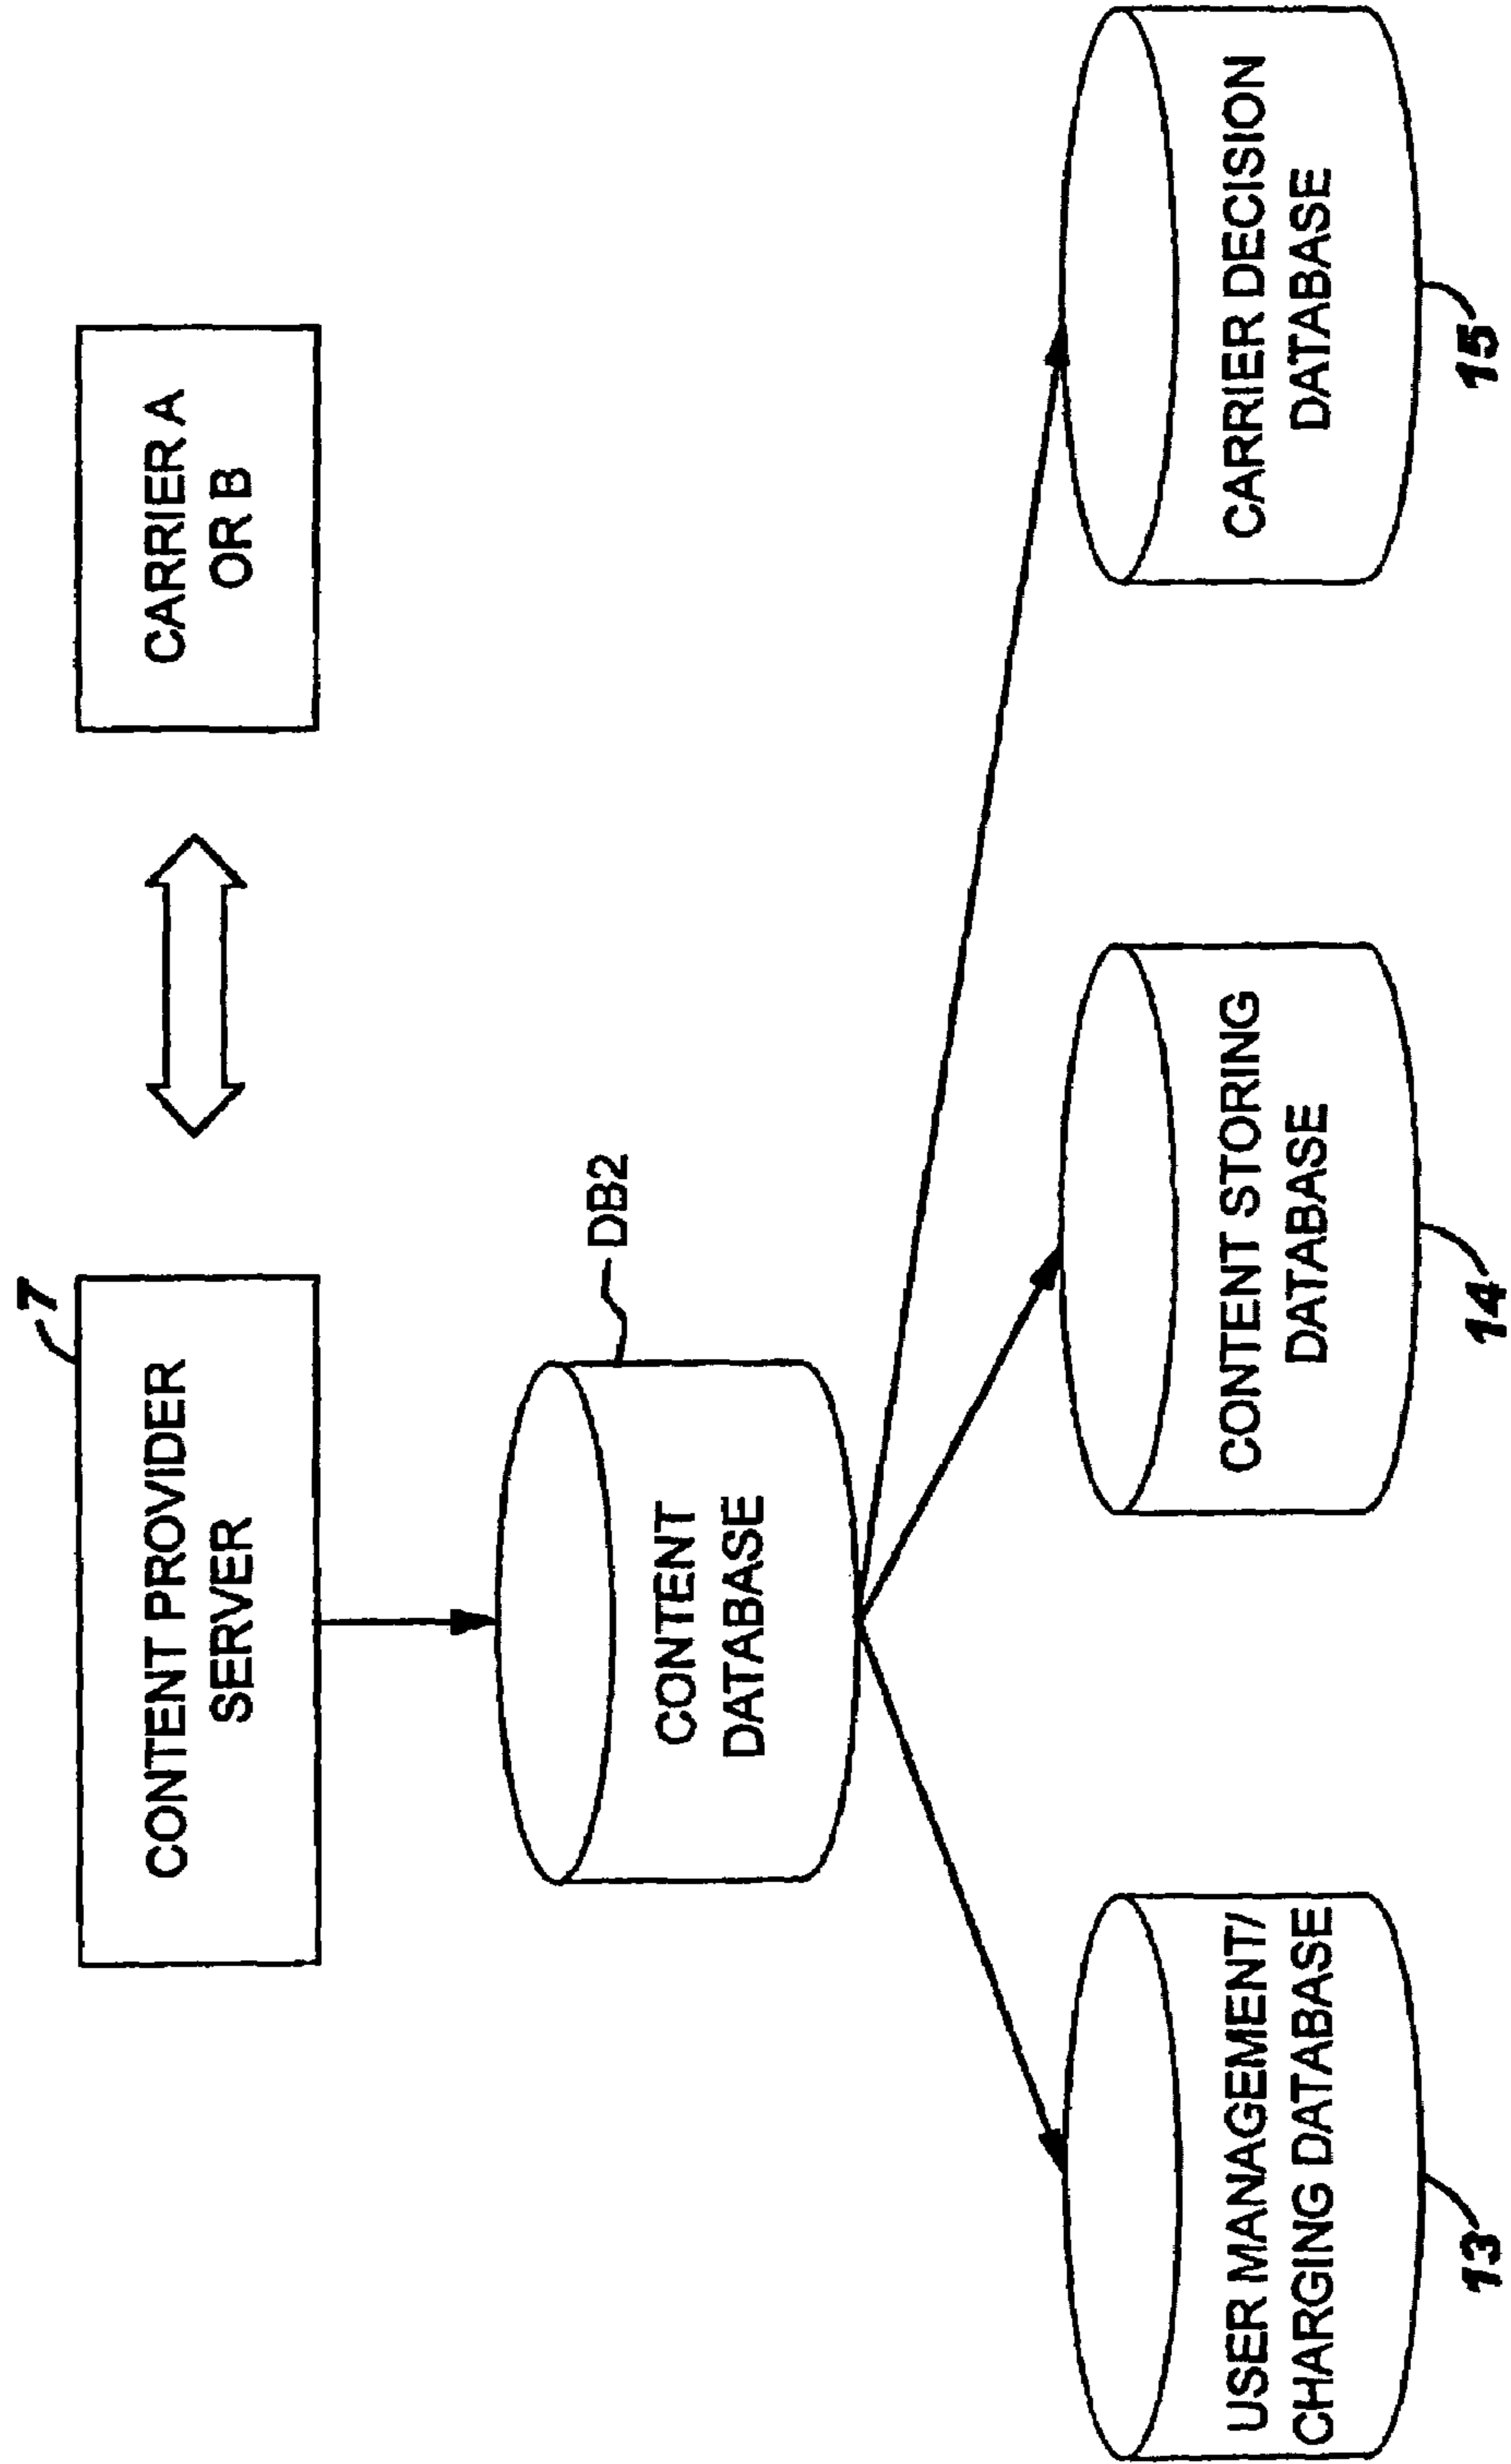 7
CONTENT PROVIDER
SERVER
CARRIER A
OR B
DB2
CONTENT
DATABASE
USER MANAGEMENT/
CHARGING DATABASE
13
CONTENT STORING
DATABASE
14
CARRIER DECISION
DATABASE
15